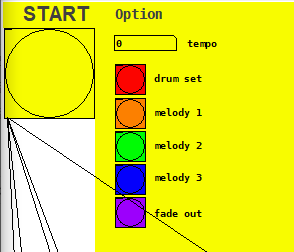 START
Option
0 tempo
drum set
melody 1
melody 2
melody 3
fade out